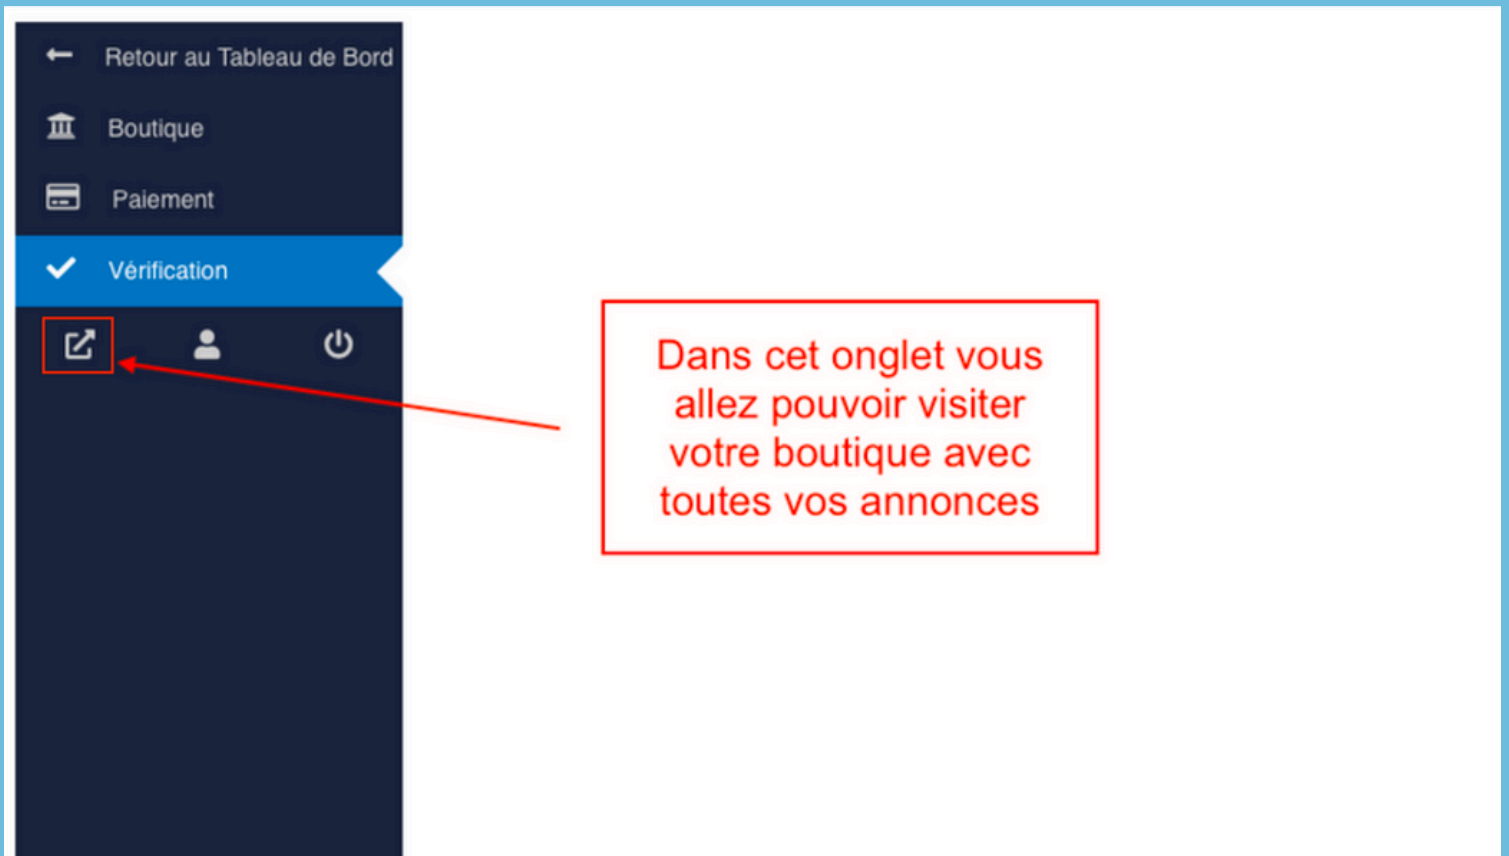 Retour au Tableau de Bord
Boutique
Paiement
Vérification
Dans cet onglet vous
allez pouvoir visiter
votre boutique avec
toutes vos annonces